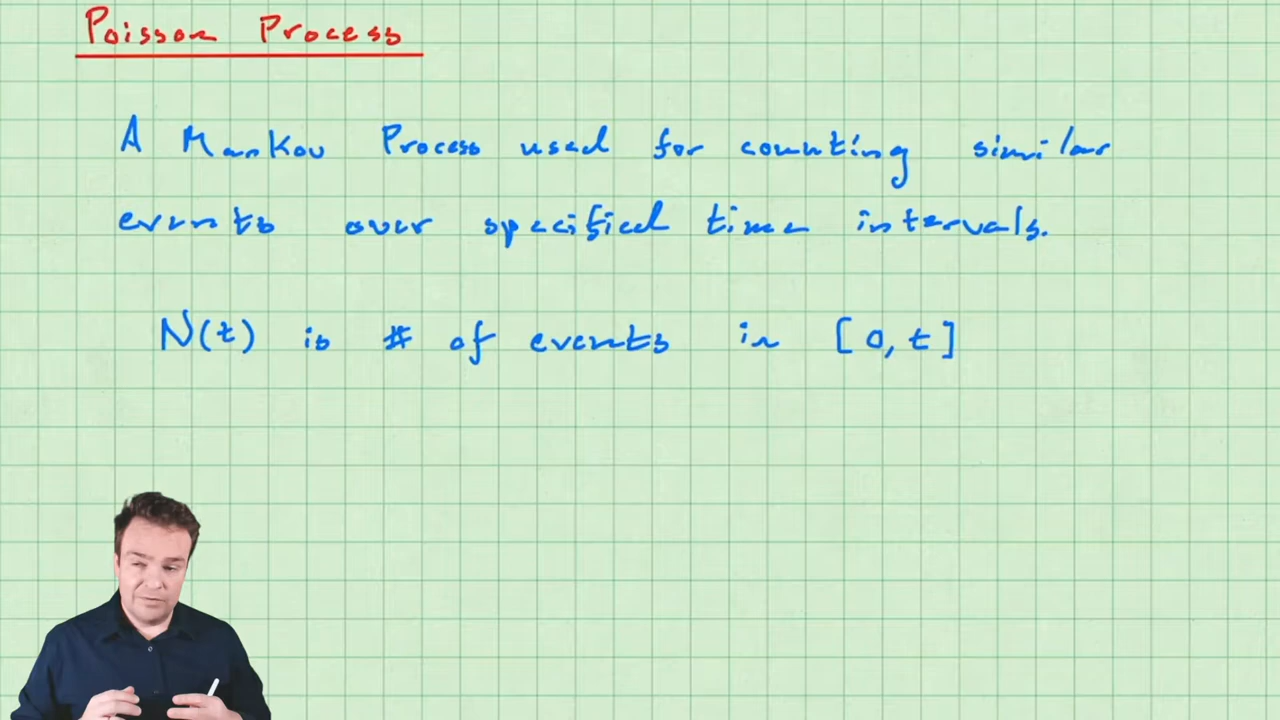 Poisson Process
A Markov Process used for counting similar
events over specified time intervals.
N(t) is # of events in [0, t]